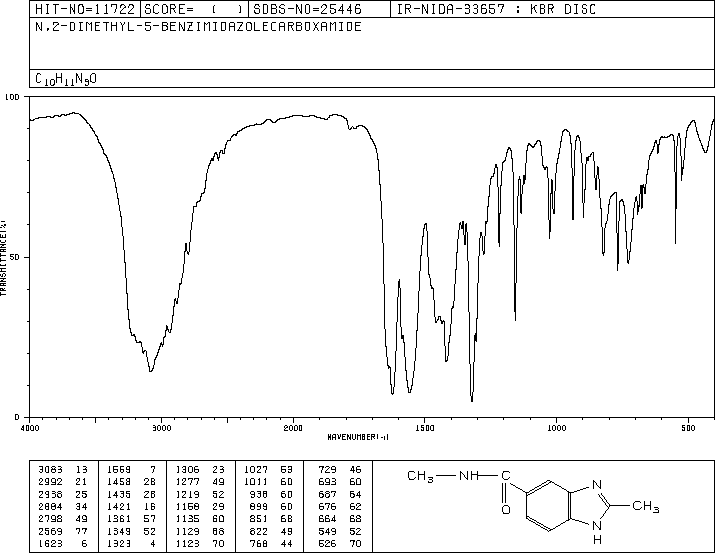 HIT-NO=11722 SCORE= ( ) SDBS-NO=25446 IR-NIDA-33657 : KBR DISC
N,2-DIMETHYL-5-BENZIMIDAZOLECARBOXAMIDE
C10H11N3O
100
50
0
TRANSMITTANCE(%)
4000 3000 2000 1500 1000 500
WAVENUMBER(-1)
3083 13 1559 7 1306 23 1027 53 729 46
2992 21 1458 28 1277 49 1011 60 693 60
2938 25 1435 28 1219 52 938 60 687 64
2884 34 1421 16 1158 29 899 60 676 62
2798 49 1361 57 1135 60 851 68 664 68
2569 77 1349 52 1129 68 822 49 549 52
1623 6 1323 4 1123 70 768 44 526 70
CH3 NH C N CH3
O
N
H